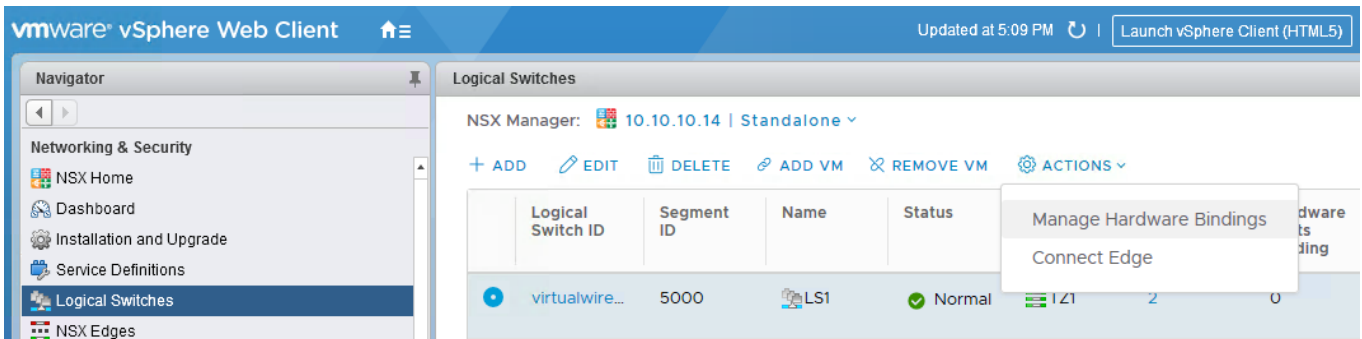 vmware® vSphere Web Client
Updated at 5:09 PM | Launch vSphere Client (HTML5)
Navigator
Logical Switches
NSX Manager: 10.10.10.14 | Standalone
Networking & Security
ADD EDIT DELETE ADD VM REMOVE VM ACTIONS
NSX Home
Dashboard
Installation and Upgrade
Service Definitions
Logical Switches
NSX Edges
Logical Switch ID
Segment ID
Name
Status
Manage Hardware Bindings
Connect Edge
virtualwire... 5000 LS1 Normal TZ1 2 0